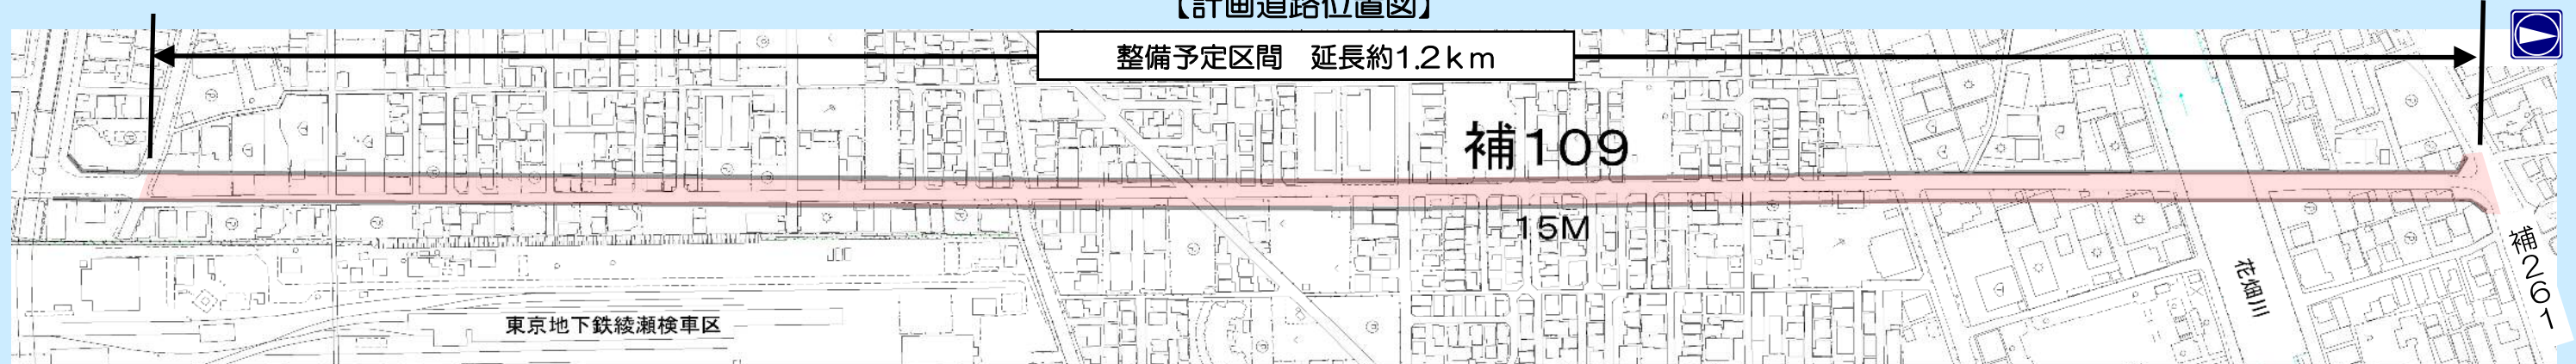 【計画道路位置図】
整備予定区間　延長約1.2ｋｍ
補109
15M
補261
花畑川
東京地下鉄綾瀬検車区